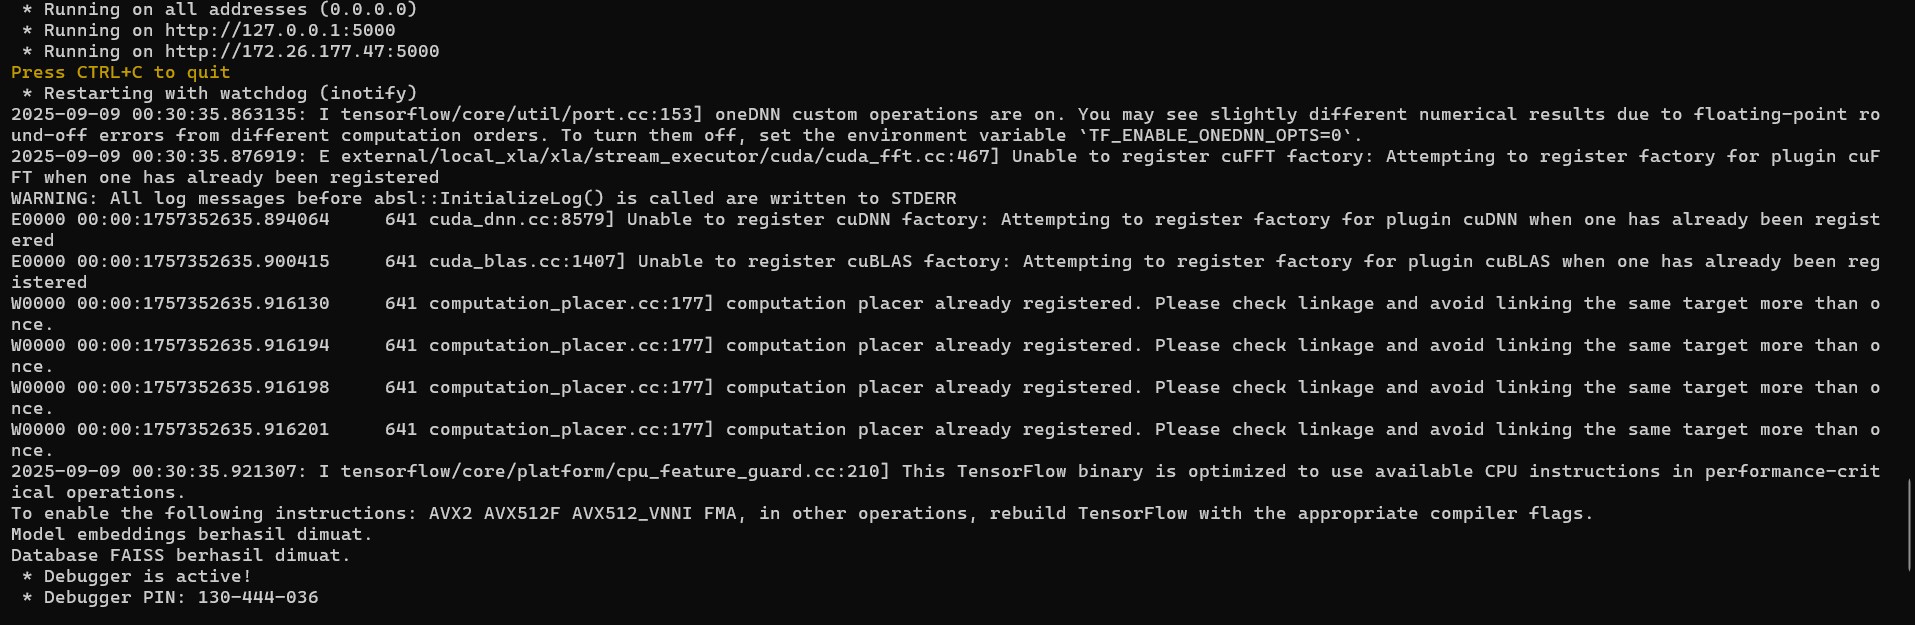 * Running on all addresses (0.0.0.0)
 * Running on http://127.0.0.1:5000
 * Running on http://172.26.177.47:5000
Press CTRL+C to quit
 * Restarting with watchdog (inotify)
2025-09-09 00:30:35.863135: I tensorflow/core/util/port.cc:153] oneDNN custom operations are on. You may see slightly different numerical results due to floating-point ro
und-off errors from different computation orders. To turn them off, set the environment variable `TF_ENABLE_ONEDNN_OPTS=0`.
2025-09-09 00:30:35.876919: E external/local_xla/xla/stream_executor/cuda/cuda_fft.cc:467] Unable to register cuFFT factory: Attempting to register factory for plugin cuF
FT when one has already been registered
WARNING: All log messages before absl::InitializeLog() is called are written to STDERR
E0000 00:00:1757352635.894064     641 cuda_dnn.cc:8579] Unable to register cuDNN factory: Attempting to register factory for plugin cuDNN when one has already been regist
ered
E0000 00:00:1757352635.900415     641 cuda_blas.cc:1407] Unable to register cuBLAS factory: Attempting to register factory for plugin cuBLAS when one has already been reg
istered
W0000 00:00:1757352635.916130     641 computation_placer.cc:177] computation placer already registered. Please check linkage and avoid linking the same target more than o
nce.
W0000 00:00:1757352635.916194     641 computation_placer.cc:177] computation placer already registered. Please check linkage and avoid linking the same target more than o
nce.
W0000 00:00:1757352635.916198     641 computation_placer.cc:177] computation placer already registered. Please check linkage and avoid linking the same target more than o
nce.
W0000 00:00:1757352635.916201     641 computation_placer.cc:177] computation placer already registered. Please check linkage and avoid linking the same target more than o
nce.
2025-09-09 00:30:35.921307: I tensorflow/core/platform/cpu_feature_guard.cc:210] This TensorFlow binary is optimized to use available CPU instructions in performance-crit
ical operations.
To enable the following instructions: AVX2 AVX512F AVX512_VNNI FMA, in other operations, rebuild TensorFlow with the appropriate compiler flags.
Model embeddings berhasil dimuat.
Database FAISS berhasil dimuat.
 * Debugger is active!
 * Debugger PIN: 130-444-036